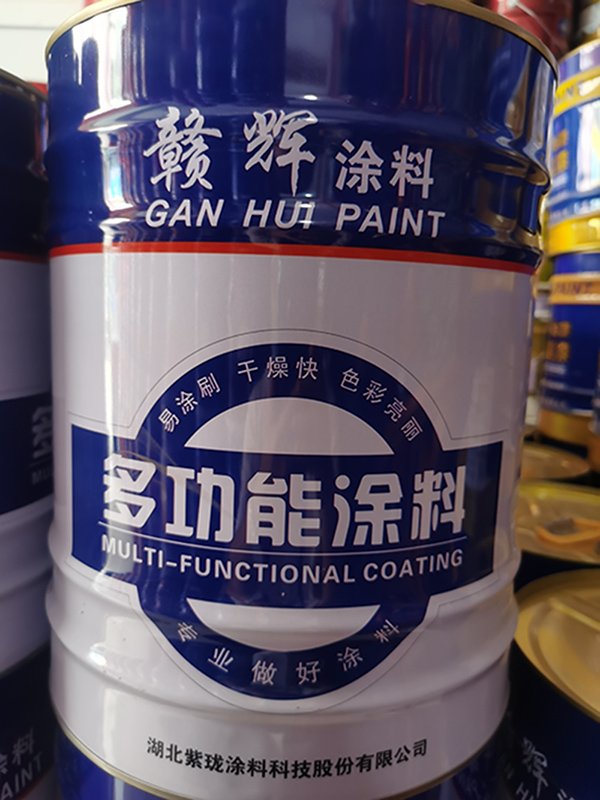 赣辉涂料
GAN HUI PAINT
易涂刷 干燥快 色彩亮丽
多功能涂料
MULTI-FUNCTIONAL COATING
专业做好涂料
湖北紫珑涂料科技股份有限公司